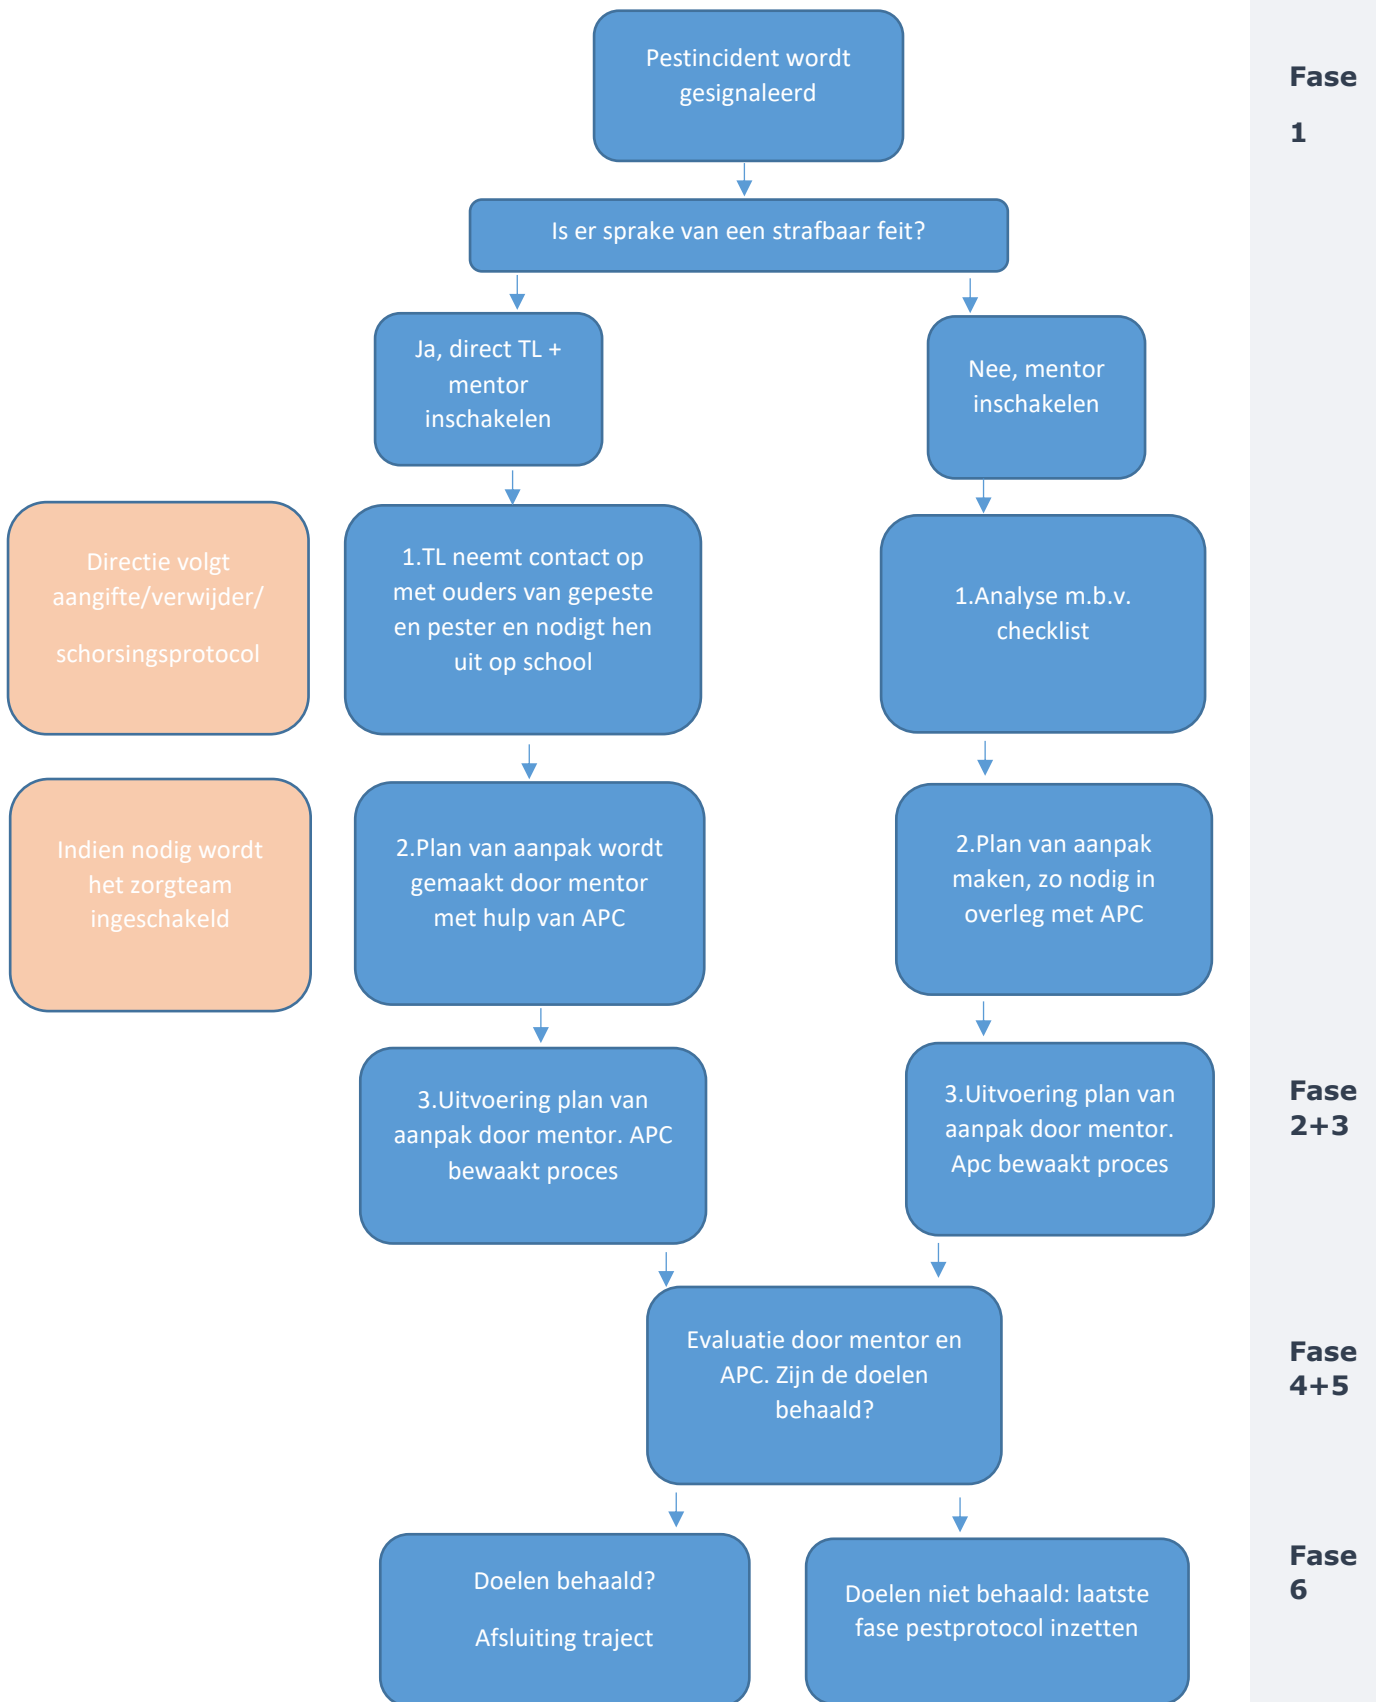 Pestincident wordt
gesignaleerd
Fase
1
Is er sprake van een strafbaar feit?
Ja, direct TL +
mentor
inschakelen
Nee, mentor
inschakelen
Directie volgt
aangifte/verwijder/
schorsingsprotocol
1.TL neemt contact op
met ouders van gepeste
en pester en nodigt hen
uit op school
1.Analyse m.b.v.
checklist
Indien nodig wordt
het zorgteam
ingeschakeld
2.Plan van aanpak wordt
gemaakt door mentor
met hulp van APC
2.Plan van aanpak
maken, zo nodig in
overleg met APC
3.Uitvoering plan van
aanpak door mentor. APC
bewaakt proces
3.Uitvoering plan van
aanpak door mentor.
Apc bewaakt proces
Fase
2+3
Evaluatie door mentor en
APC. Zijn de doelen
behaald?
Fase
4+5
Doelen behaald?
Afsluiting traject
Doelen niet behaald: laatste
fase pestprotocol inzetten
Fase
6